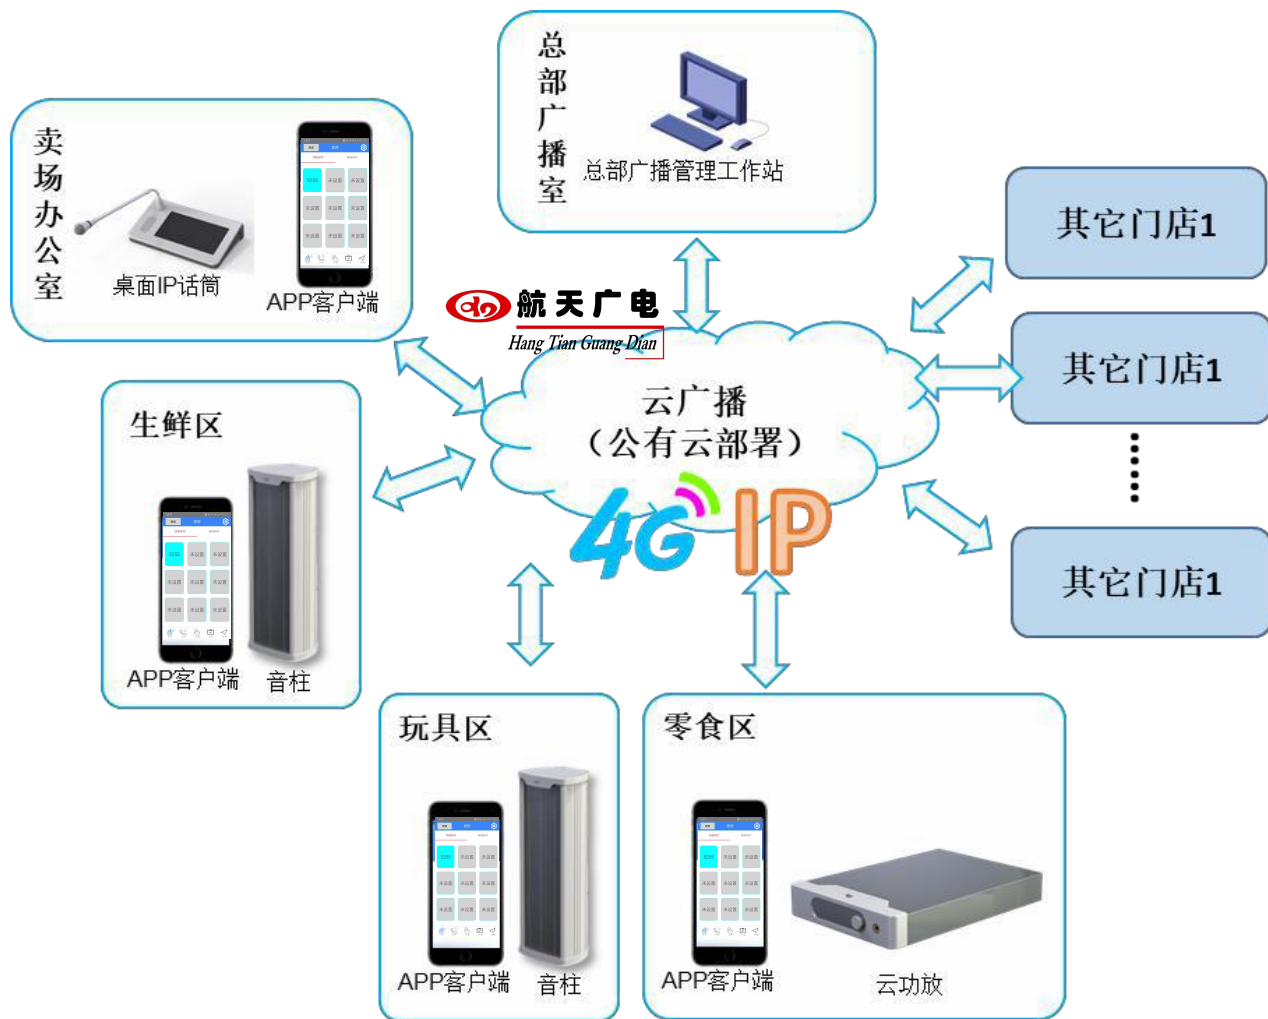 总部广播室
总部广播管理工作站
卖场办公室
桌面IP话筒
APP客户端
航天广电
Hang Tian Guang Dian
其它门店1
其它门店1
其它门店1
云广播
（公有云部署）
4G IP
生鲜区
APP客户端
音柱
玩具区
APP客户端
音柱
零食区
APP客户端
云功放